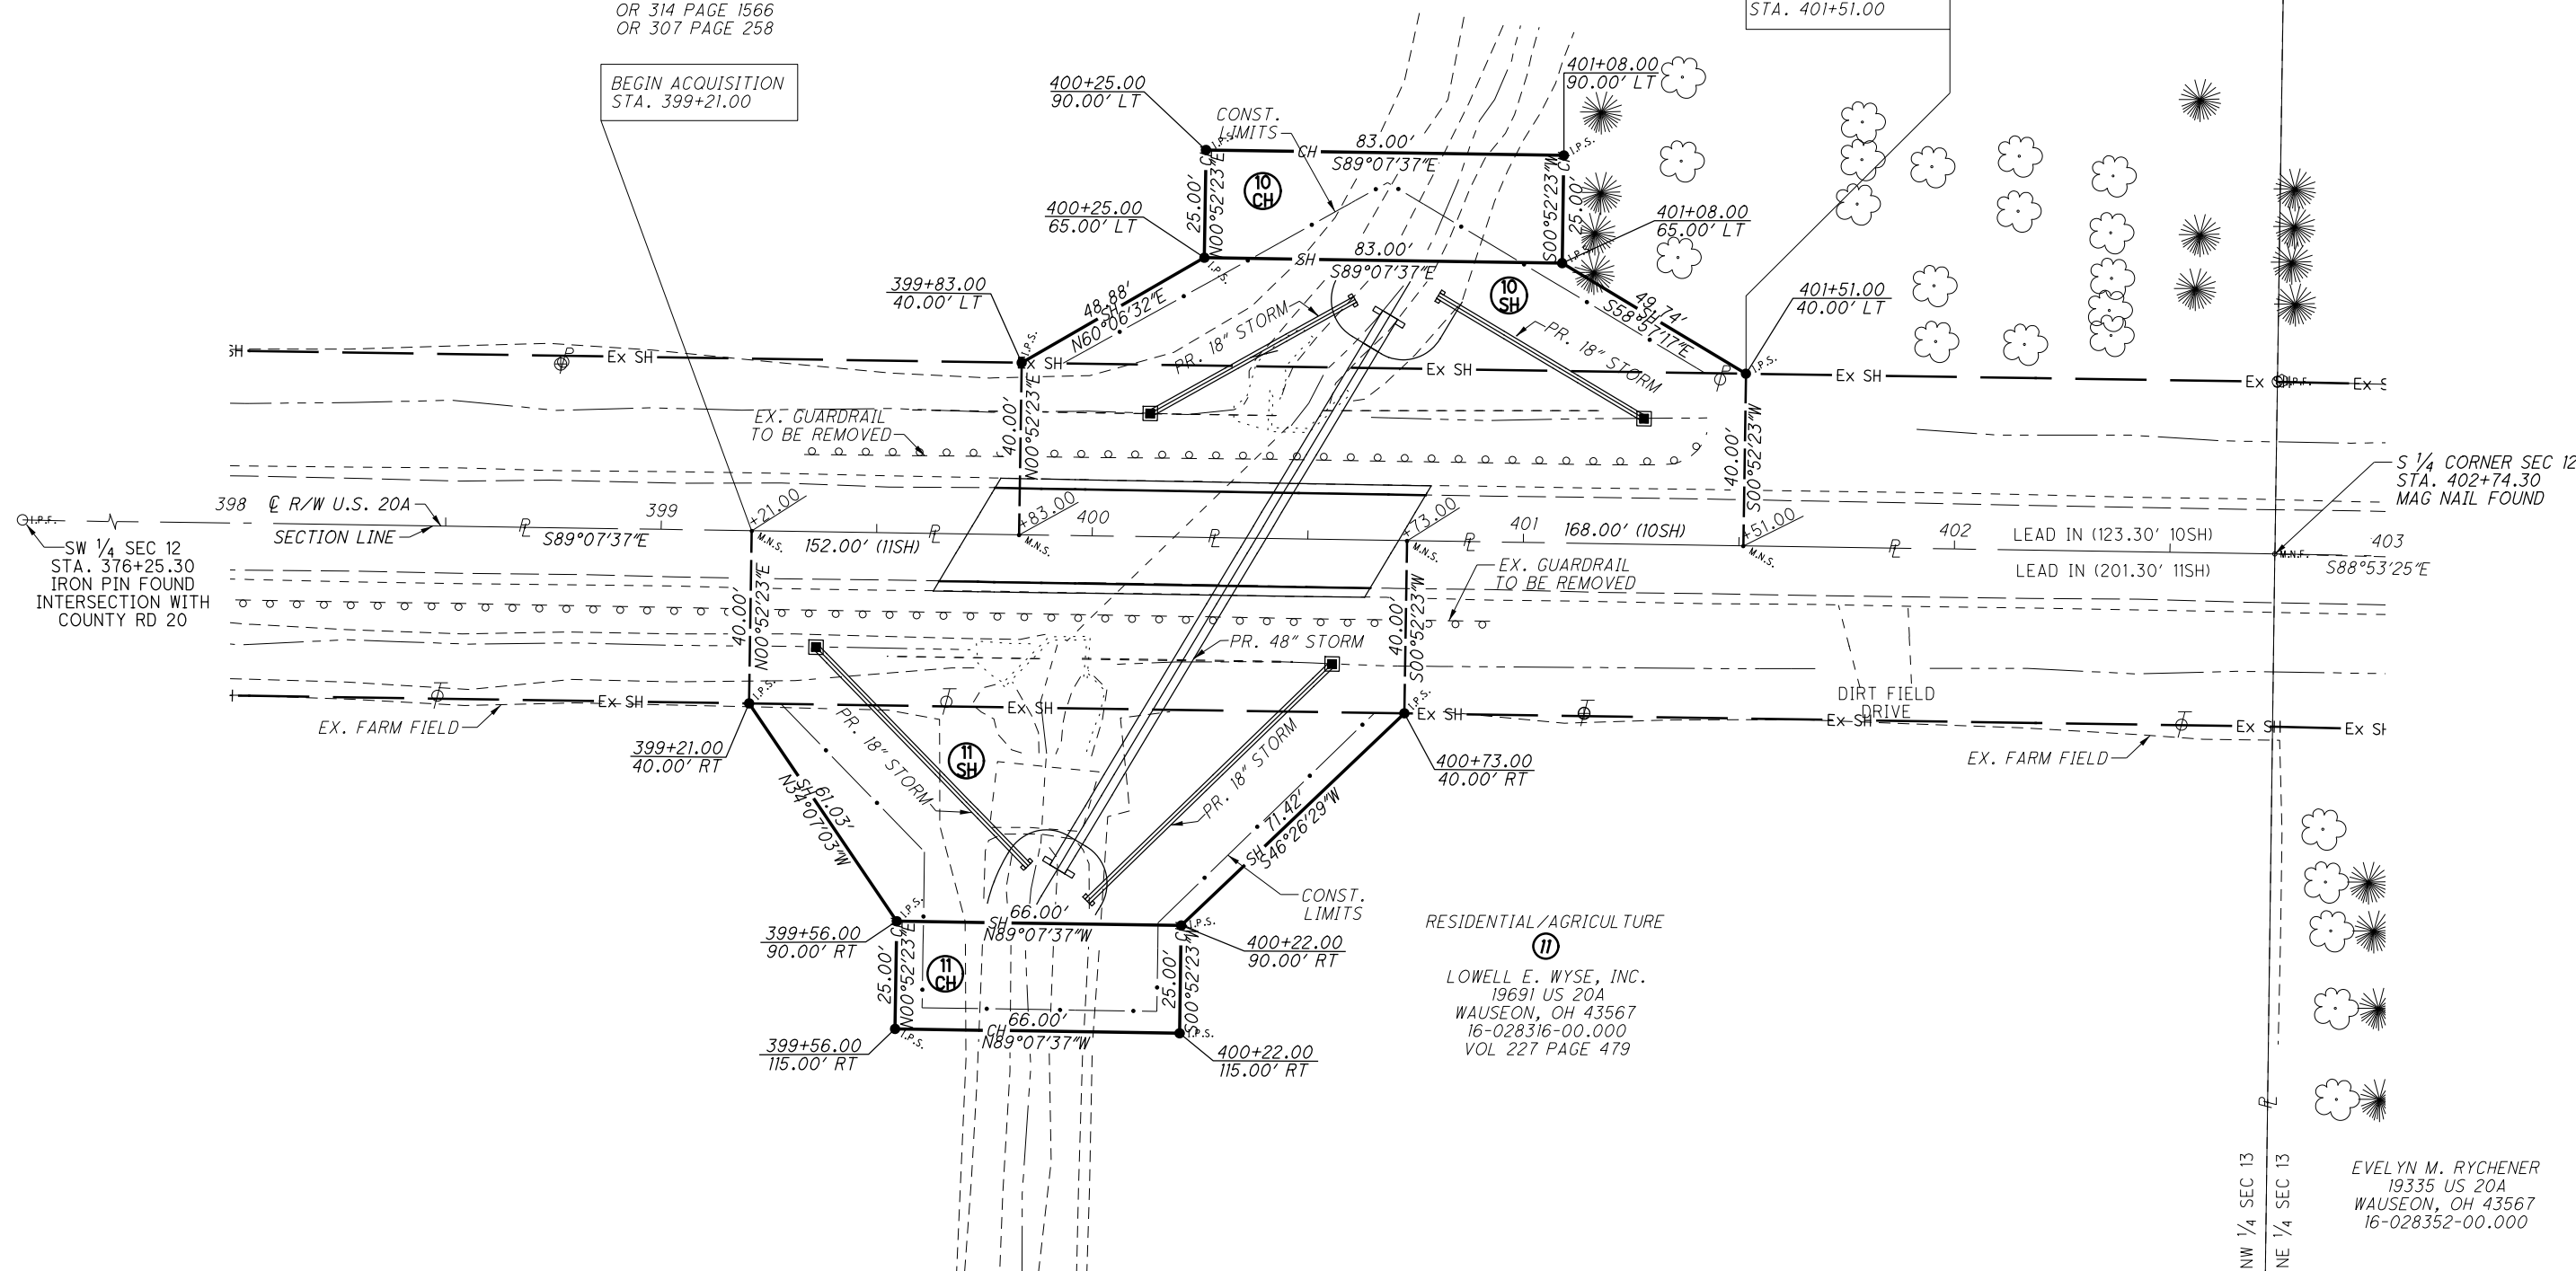 OR 314 PAGE 1566
OR 307 PAGE 258
STA. 401+51.00
BEGIN ACQUISITION
STA. 399+21.00
400+25.00
90.00' LT
401+08.00
90.00' LT
CONST.
LIMITS
I.P.S.
CH
83.00'
S89°07'37"E
I.P.S.
10
CH
25.00'
N00°52'23"E
S00°52'23"W
25.00'
400+25.00
65.00' LT
401+08.00
65.00' LT
SH
83.00'
S89°07'37"E
I.P.S.
I.P.S.
10
SH
399+83.00
40.00' LT
48.88'
SH
N60°06'32"E
PR. 18" STORM
PR. 18" STORM
49.74'
SH
S58°57'17"E
401+51.00
40.00' LT
I.P.S.
I.P.S.
SH
Ex SH
Ex SH
Ex SH
Ex SH
Ex SH
I.P.F.
Ex S
EX. GUARDRAIL
TO BE REMOVED
40.00'
N00°52'23"E
40.00'
S00°52'23"W
S 1/4 CORNER SEC 12
STA. 402+74.30
MAG NAIL FOUND
398
℄ R/W U.S. 20A
399
+21.00
+83.00
400
+73.00
401
168.00' (10SH)
+51.00
402
LEAD IN (123.30' 10SH)
403
I.P.F.
SECTION LINE
S89°07'37"E
M.N.S.
152.00' (11SH)
M.N.S.
M.N.S.
M.N.S.
M.N.F.
LEAD IN (201.30' 11SH)
S88°53'25"E
SW 1/4 SEC 12
STA. 376+25.30
IRON PIN FOUND
INTERSECTION WITH
COUNTY RD 20
EX. GUARDRAIL
TO BE REMOVED
40.00'
N00°52'23"E
40.00'
S00°52'23"W
PR. 48" STORM
I.P.S.
I.P.S.
DIRT FIELD
DRIVE
Ex SH
Ex SH
Ex SH
Ex SH
Ex SH
Ex SH
EX. FARM FIELD
EX. FARM FIELD
399+21.00
40.00' RT
PR. 18" STORM
11
SH
PR. 18" STORM
400+73.00
40.00' RT
61.03'
SH
N34°07'03"W
71.42'
SH
S46°26'29"W
CONST.
LIMITS
I.P.S.
SH
66.00'
N89°07'37"W
I.P.S.
399+56.00
90.00' RT
400+22.00
90.00' RT
25.00'
N00°52'23"E
11
CH
25.00'
S00°52'23"W
CH
66.00'
N89°07'37"W
I.P.S.
I.P.S.
399+56.00
115.00' RT
400+22.00
115.00' RT
RESIDENTIAL/AGRICULTURE
11
LOWELL E. WYSE, INC.
19691 US 20A
WAUSEON, OH 43567
16-028316-00.000
VOL 227 PAGE 479
NW 1/4 SEC 13
NE 1/4 SEC 13
EVELYN M. RYCHENER
19335 US 20A
WAUSEON, OH 43567
16-028352-00.000